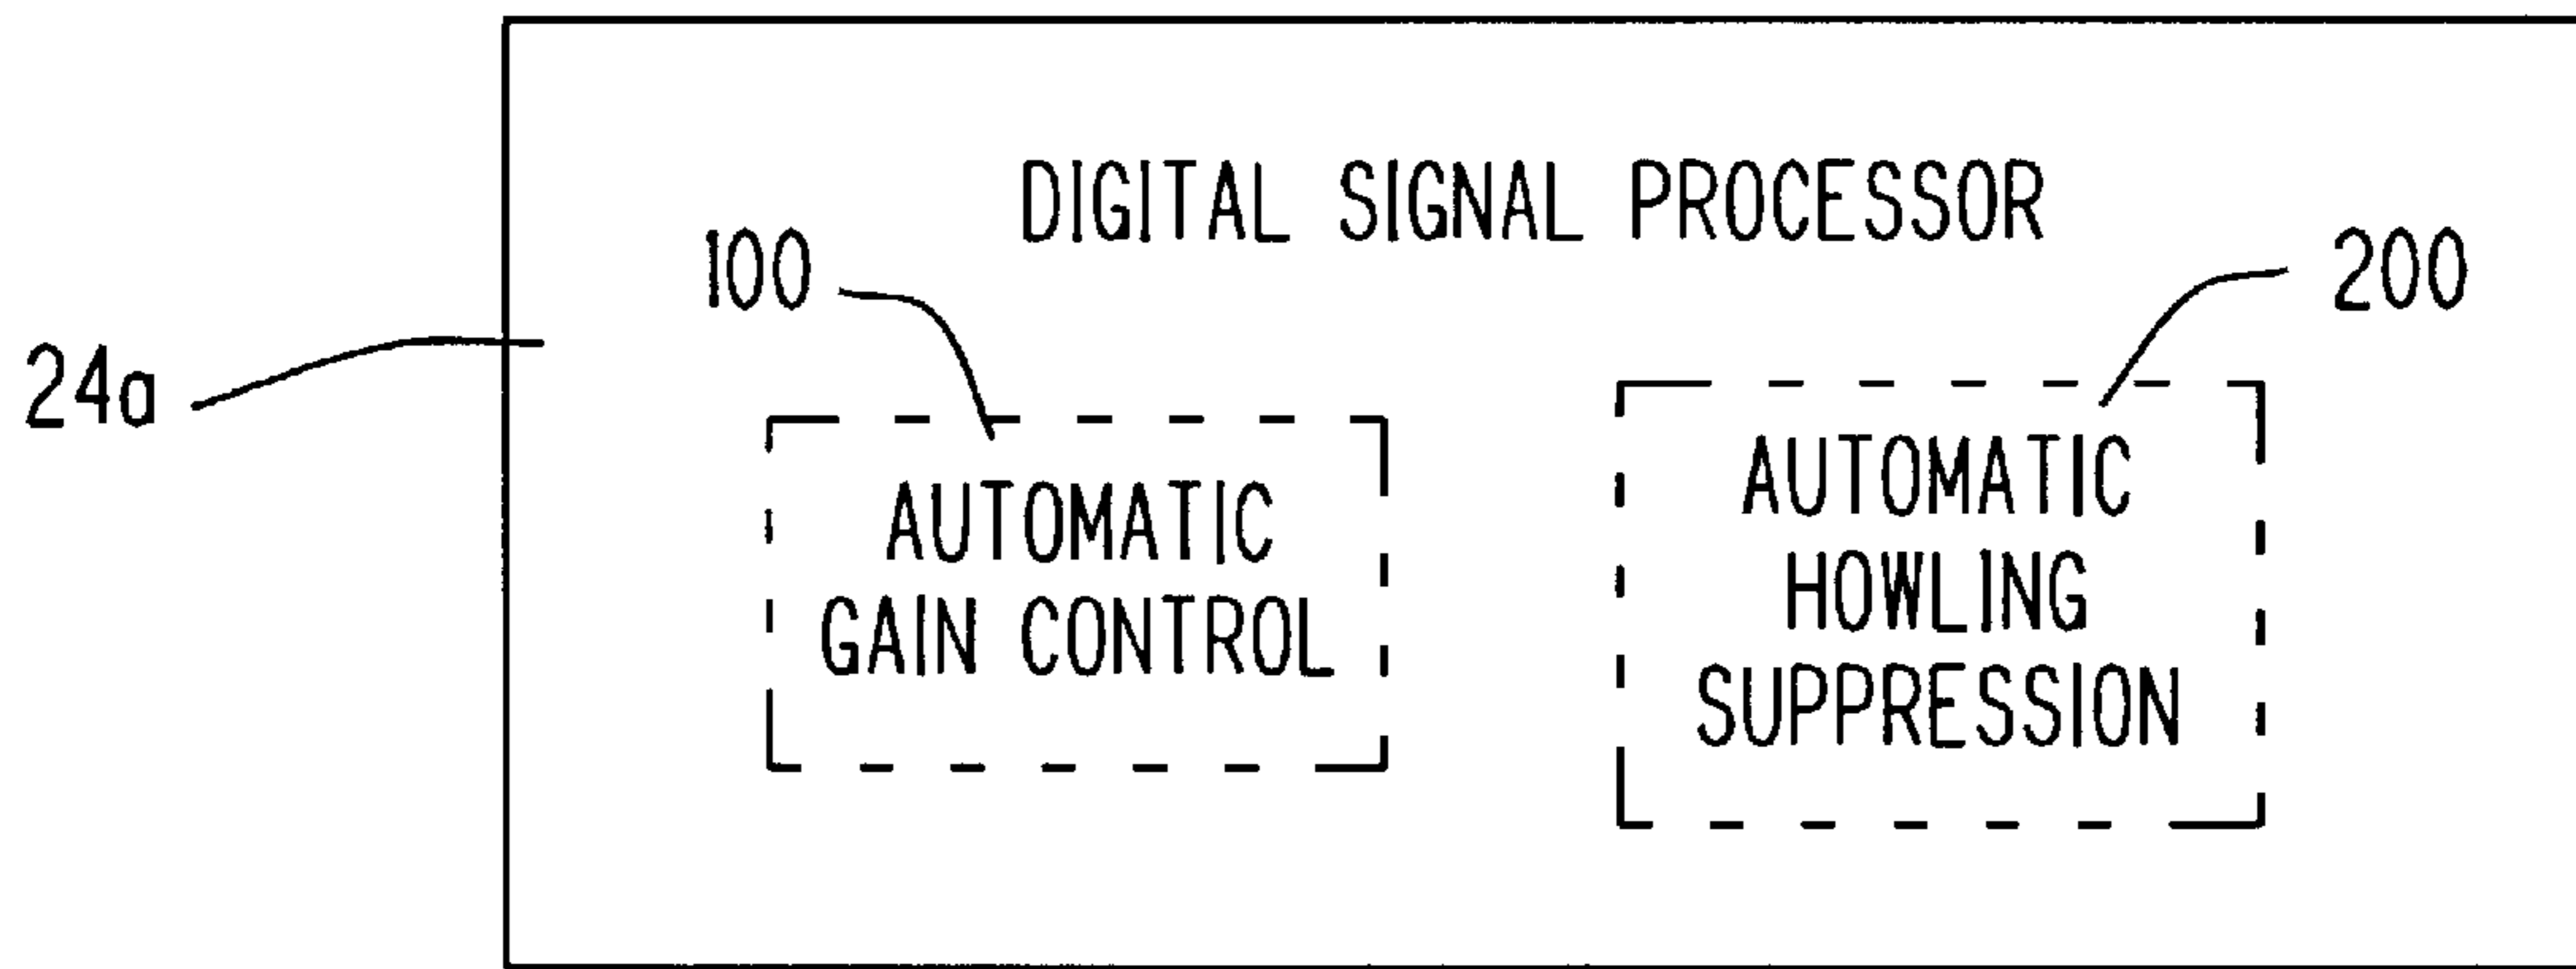 DIGITAL SIGNAL PROCESSOR
100
200
24a
AUTOMATIC
GAIN CONTROL
AUTOMATIC
HOWLING
SUPPRESSION